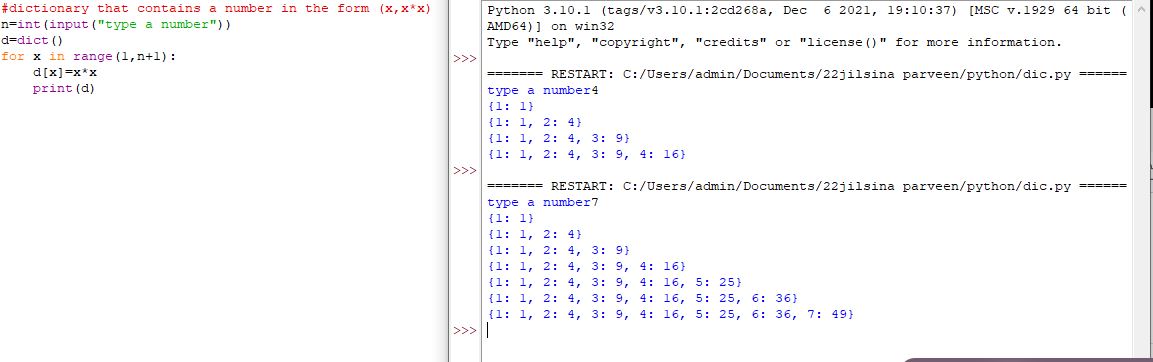 #dictionary that contains a number in the form (x,x*x)
n=int(input("type a number"))
d=dict()
for x in range(1,n+1):
    d[x]=x*x
    print(d)
Python 3.10.1 (tags/v3.10.1:2cd268a, Dec  6 2021, 19:10:37) [MSC v.1929 64 bit (
AMD64)] on win32
Type "help", "copyright", "credits" or "license()" for more information.
>>>
======= RESTART: C:/Users/admin/Documents/22jilsina parveen/python/dic.py ======
type a number4
{1: 1}
{1: 1, 2: 4}
{1: 1, 2: 4, 3: 9}
{1: 1, 2: 4, 3: 9, 4: 16}
>>>
======= RESTART: C:/Users/admin/Documents/22jilsina parveen/python/dic.py ======
type a number7
{1: 1}
{1: 1, 2: 4}
{1: 1, 2: 4, 3: 9}
{1: 1, 2: 4, 3: 9, 4: 16}
{1: 1, 2: 4, 3: 9, 4: 16, 5: 25}
{1: 1, 2: 4, 3: 9, 4: 16, 5: 25, 6: 36}
{1: 1, 2: 4, 3: 9, 4: 16, 5: 25, 6: 36, 7: 49}
>>>